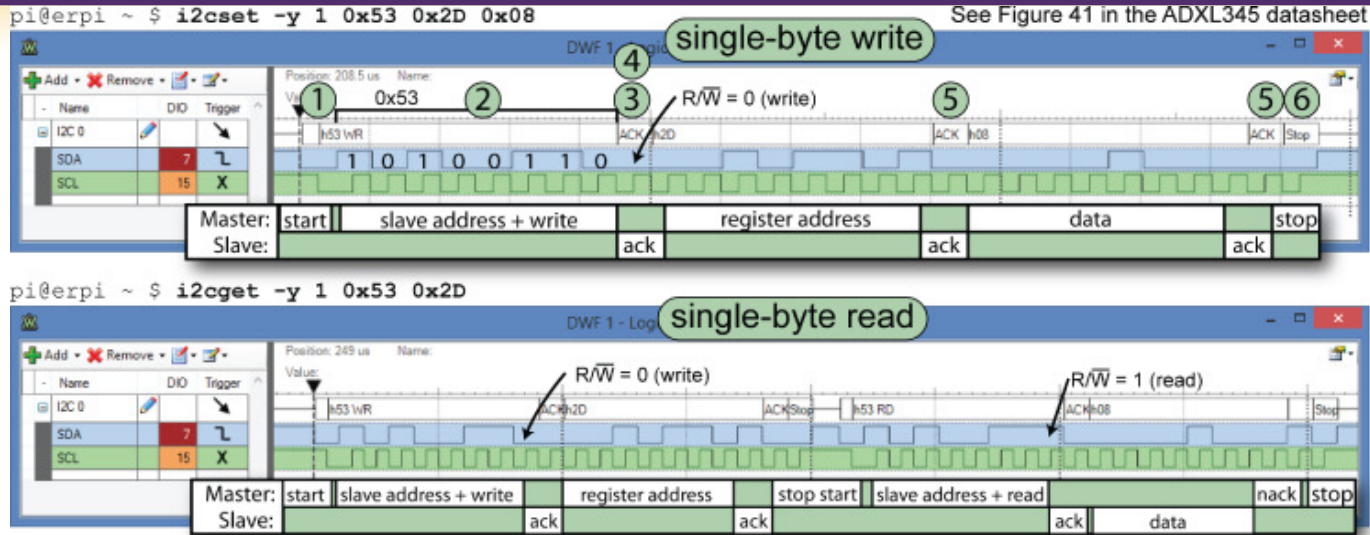 pi@erpi ~ $ i2cset -y 1 0x53 0x2D 0x08
See Figure 41 in the ADXL345 datasheet
DWF 1 - Logic
single-byte write
Add Remove
Position: 208.5 us Name:
4
1 0x53 2 3 R/W̅ = 0 (write) 5 5 6
- Name DIO Trigger
I2C 0 h53 WR ACK h2D ACK h08 ACK Stop
SDA 7 1 0 1 0 0 1 1 0
SCL 15 X
Master: start slave address + write register address data stop
Slave: ack ack ack
pi@erpi ~ $ i2cget -y 1 0x53 0x2D
DWF 1 - Logi
single-byte read
Add Remove
Position: 249 us Name:
Value:
R/W̅ = 0 (write) R/W̅ = 1 (read)
- Name DIO Trigger
I2C 0 h53 WR ACK h2D ACK Stop h53 RD ACK h08 Stop
SDA 7
SCL 15 X
Master: start slave address + write register address stop start slave address + read nack stop
Slave: ack ack ack data